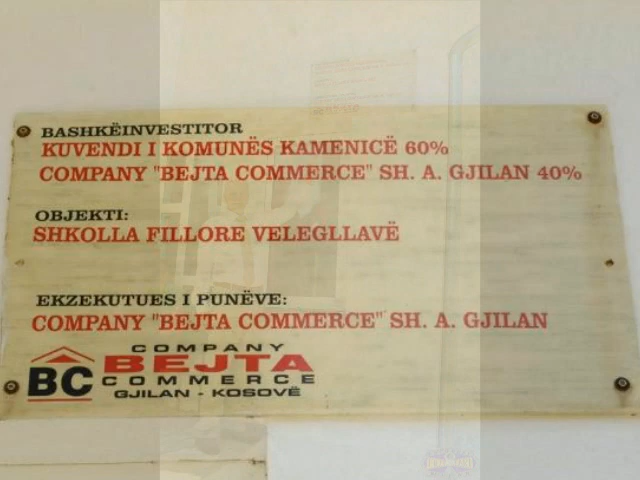 BASHKËINVESTITOR
KUVENDI I KOMUNËS KAMENICË 60%
COMPANY "BEJTA COMMERCE" SH. A. GJILAN 40%
OBJEKTI:
SHKOLLA FILLORE VELEGLLAVË
EKZEKUTUES I PUNËVE:
COMPANY "BEJTA COMMERCE" SH. A. GJILAN
BC
COMPANY
BEJTA
COMMERCE
GJILAN - KOSOVË